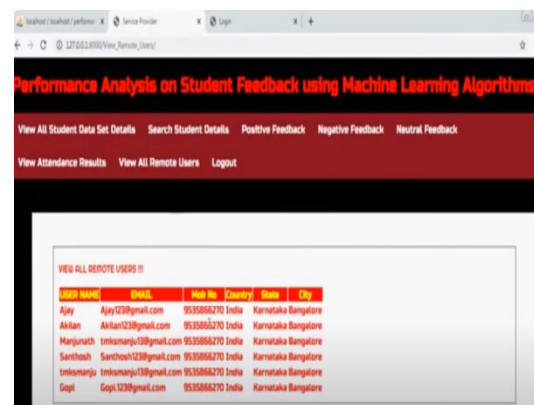 localhost / localhost / performa
Service Provider
Login
127.0.0.1:8000/View_Remote_Users/
Performance Analysis on Student Feedback using Machine Learning Algorithms
View All Student Data Set Details Search Student Details Positive Feedback Negative Feedback Neutral Feedback
View Attendance Results View All Remote Users Logout
VIEW ALL REMOTE USERS !!!
USER NAME EMAIL Mob No Country State City
Ajay Ajay123@gmail.com 9535866270 India Karnataka Bangalore
Akilan Akilan123@gmail.com 9535866270 India Karnataka Bangalore
Manjunath tmksmanju13@gmail.com 9535866270 India Karnataka Bangalore
Santhosh Santhosh123@gmail.com 9535866270 India Karnataka Bangalore
tmksmanju tmksmanju13@gmail.com 9535866270 India Karnataka Bangalore
Gopi Gopi.123@gmail.com 9535866270 India Karnataka Bangalore